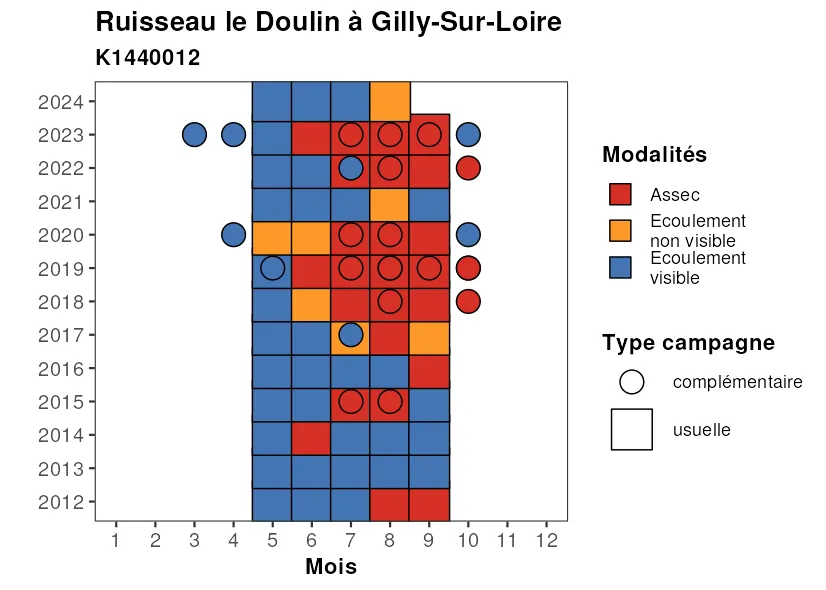 Ruisseau le Doulin à Gilly-Sur-Loire
K1440012
2024
2023
2022
2021
2020
2019
2018
2017
2016
2015
2014
2013
2012
1 2 3 4 5 6 7 8 9 10 11 12
Mois
Modalités
Assec
Ecoulement
non visible
Ecoulement
visible
Type campagne
complémentaire
usuelle